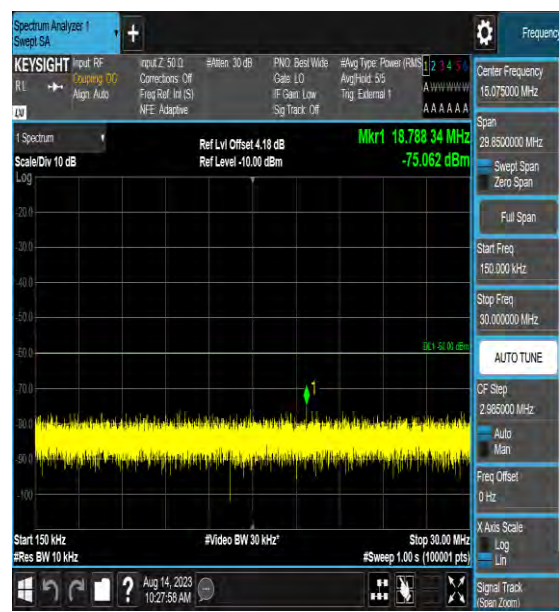 Spectrum Analyzer 1
Swept SA
+
Frequency
KEYSIGHT
Input: RF
Coupling: DC
Align: Auto
Input Z: 50 Ω
Corrections: Off
Freq Ref: Int (S)
NFE: Adaptive
#Atten: 30 dB
PNO: Best Wide
Gate: LO
IF Gain: Low
Sig Track: Off
#Avg Type: Power (RMS
Avg|Hold: 5/5
Trig: External 1
1 2 3 4 5 6
A W W W W W
A A A A A A
RL
LW
1 Spectrum
Scale/Div 10 dB
Log
Ref Lvl Offset 4.18 dB
Ref Level -10.00 dBm
Mkr1 18.788 34 MHz
-75.062 dBm
-20.0
-30.0
-40.0
-50.0
-60.0
-70.0
-80.0
-90.0
-100
DL1 -60.00 dBm
1
Start 150 kHz
#Res BW 10 kHz
#Video BW 30 kHz*
Stop 30.00 MHz
#Sweep 1.00 s (100001 pts)
?
Aug 14, 2023
10:27:58 AM
Center Frequency
15.075000 MHz
Span
29.8500000 MHz
Swept Span
Zero Span
Full Span
Start Freq
150.000 kHz
Stop Freq
30.000000 MHz
AUTO TUNE
CF Step
2.985000 MHz
Auto
Man
Freq Offset
0 Hz
X Axis Scale
Log
Lin
Signal Track
(Span Zoom)